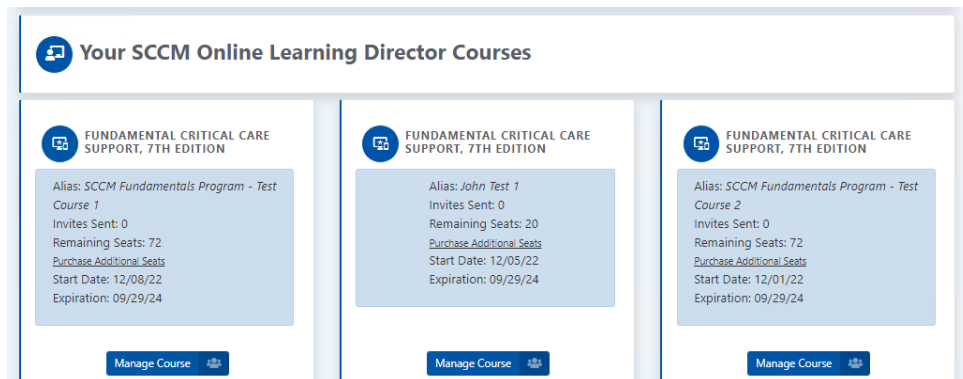 Your SCCM Online Learning Director Courses
FUNDAMENTAL CRITICAL CARE
SUPPORT, 7TH EDITION
Alias: SCCM Fundamentals Program - Test
Course 1
Invites Sent: 0
Remaining Seats: 72
Purchase Additional Seats
Start Date: 12/08/22
Expiration: 09/29/24
Manage Course
FUNDAMENTAL CRITICAL CARE
SUPPORT, 7TH EDITION
Alias: John Test 1
Invites Sent: 0
Remaining Seats: 20
Purchase Additional Seats
Start Date: 12/05/22
Expiration: 09/29/24
Manage Course
FUNDAMENTAL CRITICAL CARE
SUPPORT, 7TH EDITION
Alias: SCCM Fundamentals Program - Test
Course 2
Invites Sent: 0
Remaining Seats: 72
Purchase Additional Seats
Start Date: 12/01/22
Expiration: 09/29/24
Manage Course